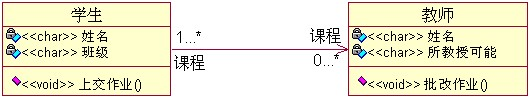 学生
<<char>> 姓名
<<char>> 班级
<<void>> 上交作业()
1...*
课程
课程
0...*
教师
<<char>> 姓名
<<char>> 所教授可能
<<void>> 批改作业()